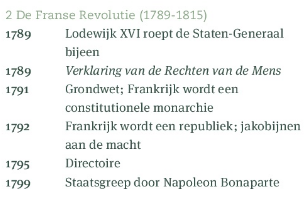 2 De Franse Revolutie (1789-1815)
1789 Lodewijk XVI roept de Staten-Generaal
bijeen
1789 Verklaring van de Rechten van de Mens
1791 Grondwet; Frankrijk wordt een
constitutionele monarchie
1792 Frankrijk wordt een republiek; jakobijnen
aan de macht
1795 Directoire
1799 Staatsgreep door Napoleon Bonaparte